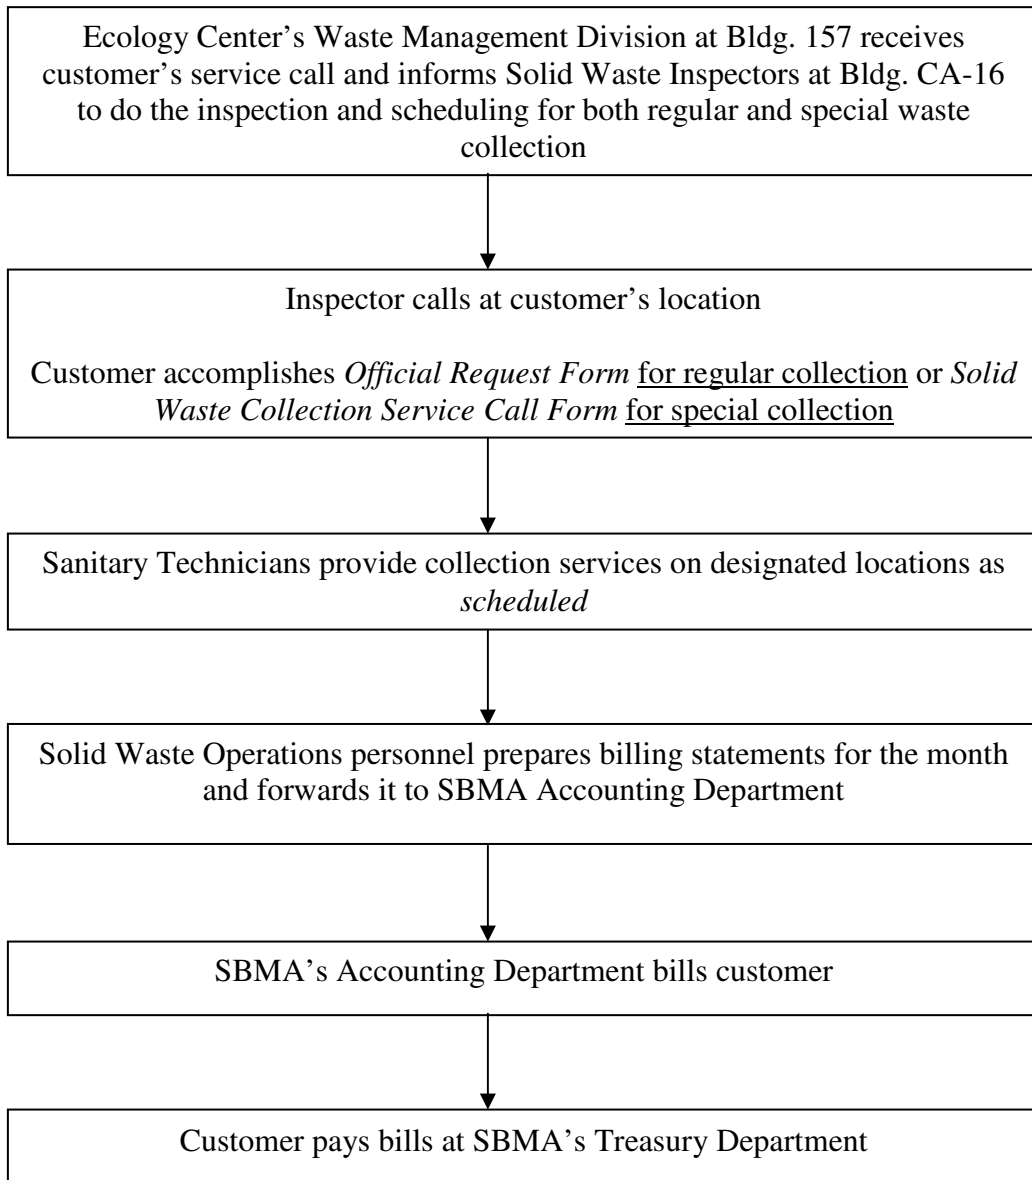 Ecology Center’s Waste Management Division at Bldg. 157 receives
customer’s service call and informs Solid Waste Inspectors at Bldg. CA-16
to do the inspection and scheduling for both regular and special waste
collection
Inspector calls at customer’s location
Customer accomplishes Official Request Form for regular collection or Solid
Waste Collection Service Call Form for special collection
Sanitary Technicians provide collection services on designated locations as
scheduled
Solid Waste Operations personnel prepares billing statements for the month
and forwards it to SBMA Accounting Department
SBMA’s Accounting Department bills customer
Customer pays bills at SBMA’s Treasury Department